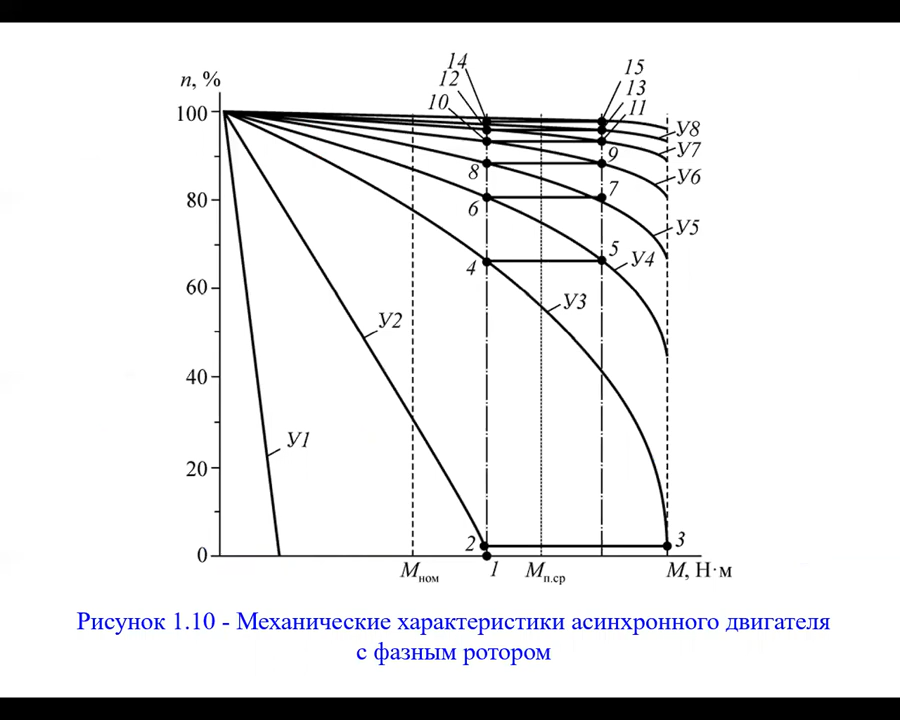 n, %
14
12
10
15
13
11
100
У8
У7
9
8
У6
7
80
6
У5
5
4
У4
60
У3
У2
40
У1
20
2
3
0
Mном
1
Mп.ср
M, Н·м
Рисунок 1.10 - Механические характеристики асинхронного двигателя
с фазным ротором